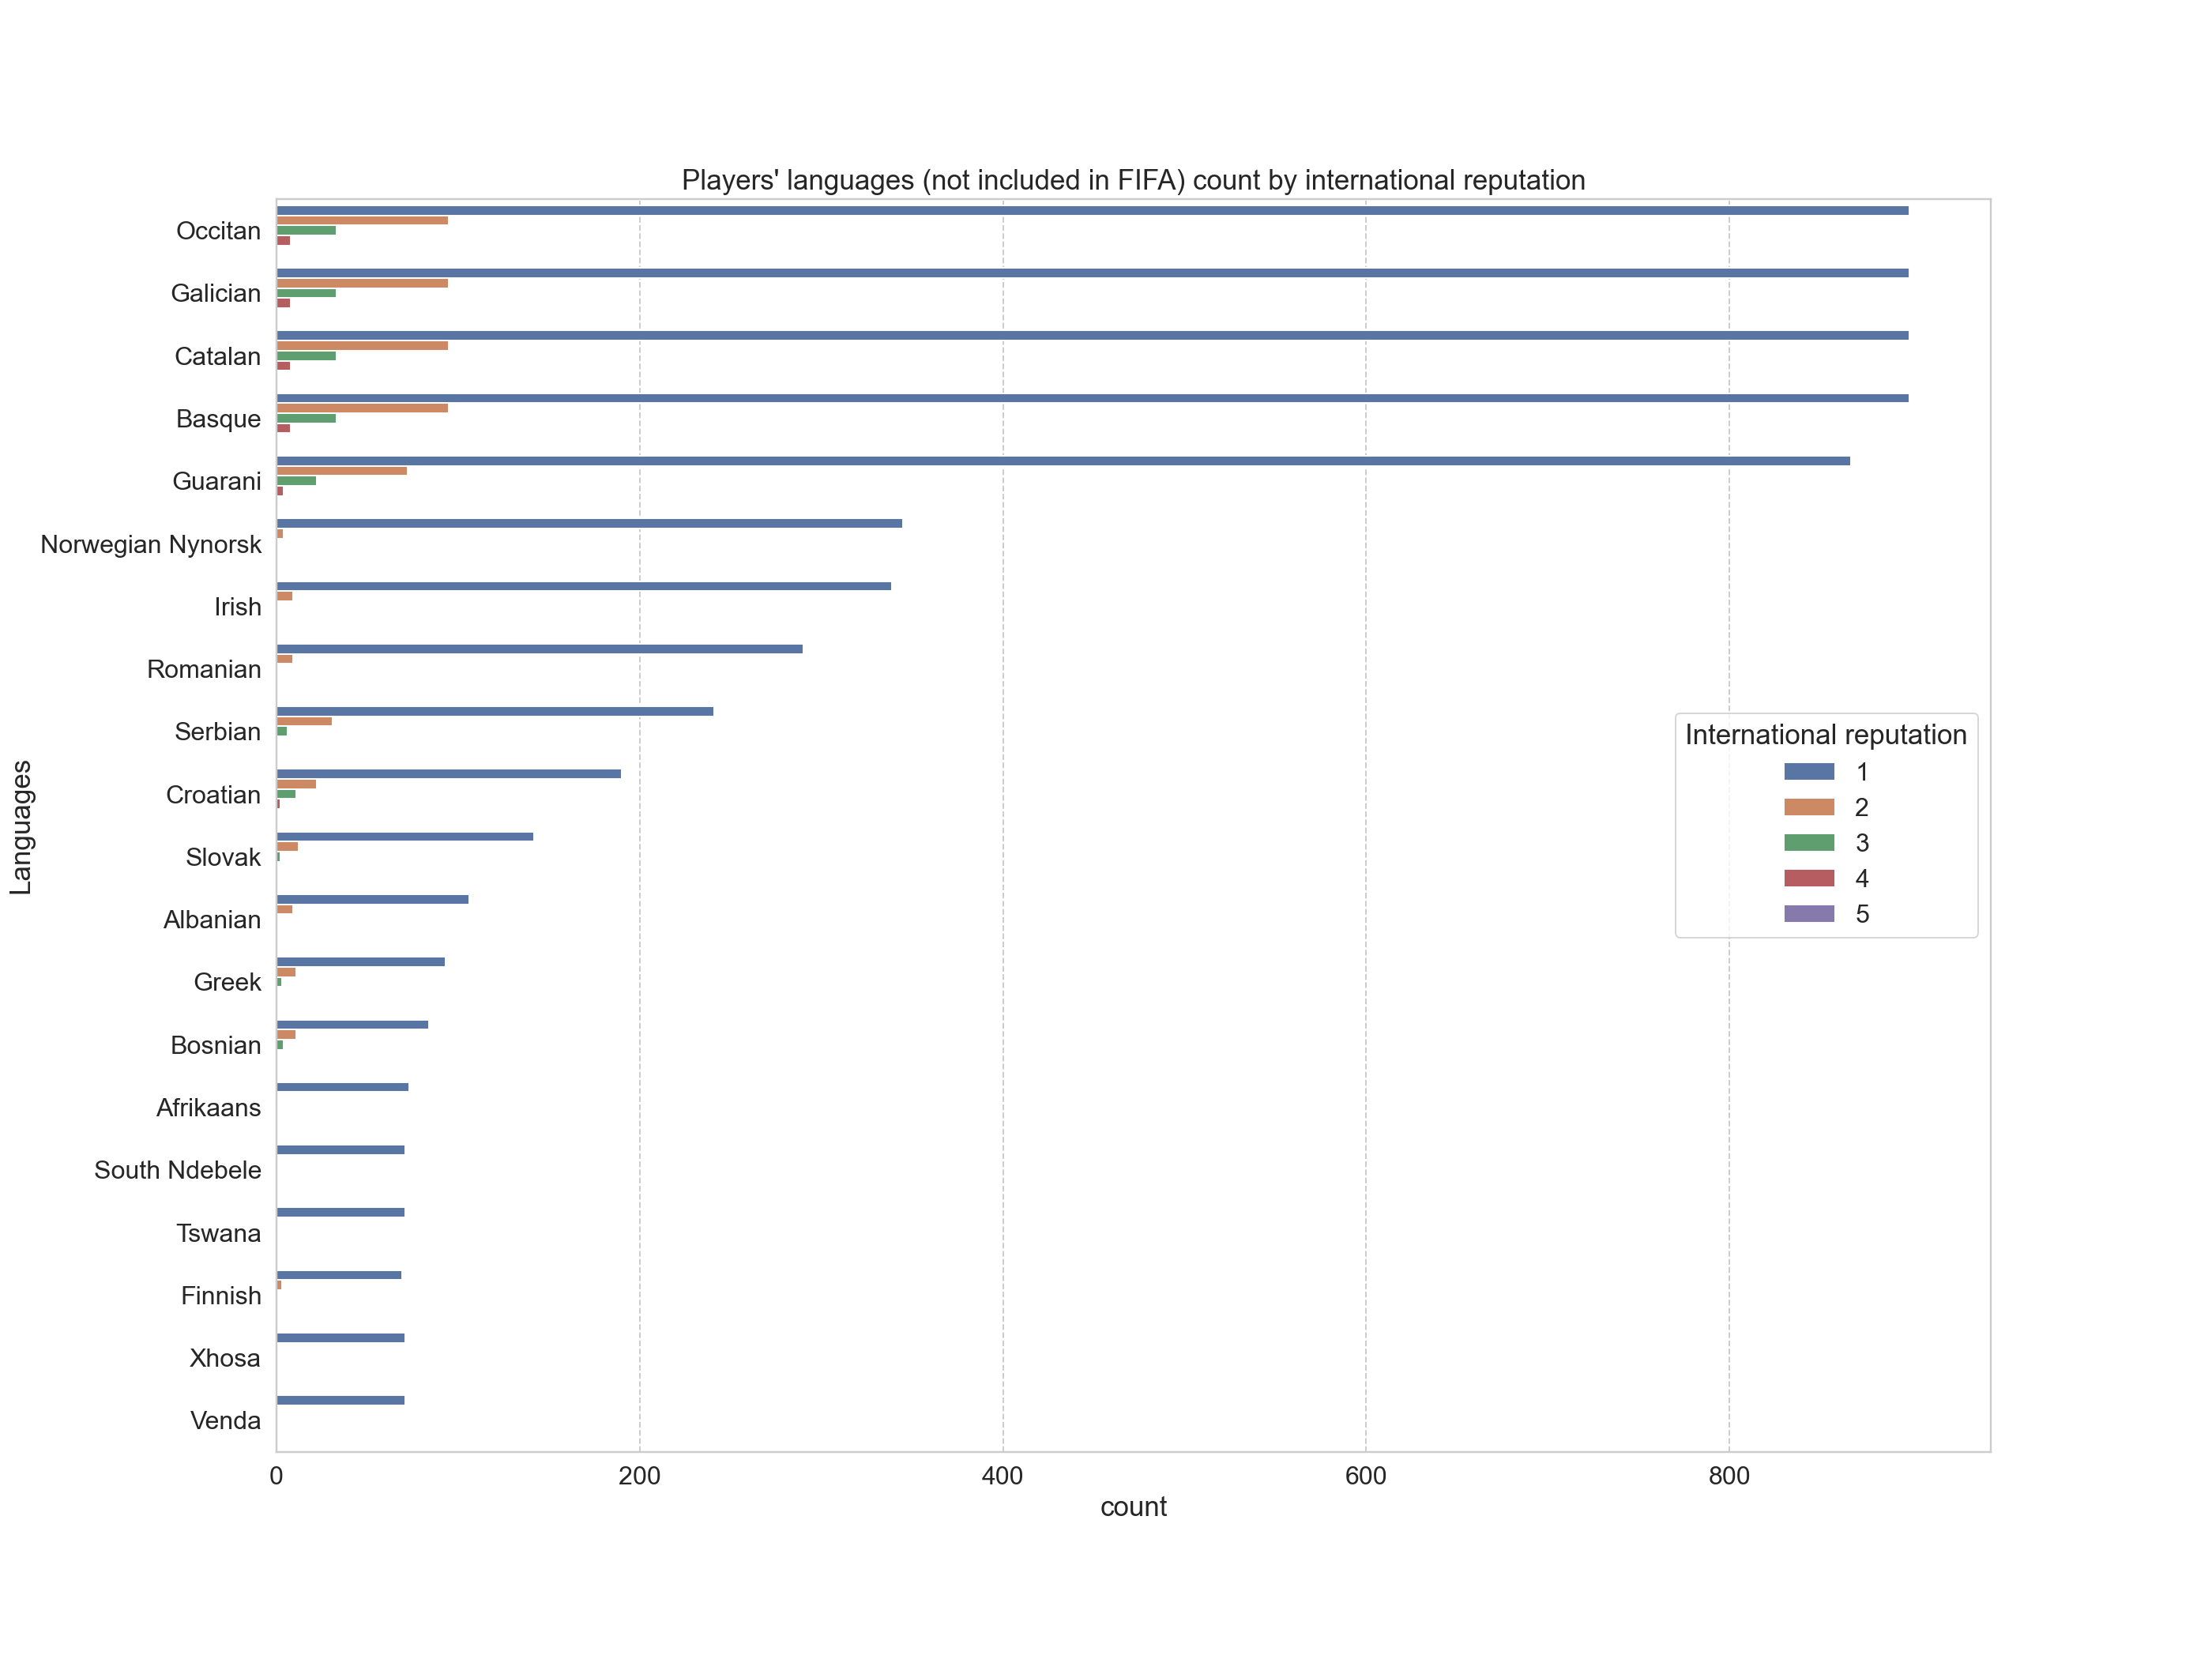 Players' languages (not included in FIFA) count by international reputation
Occitan
Galician
Catalan
Basque
Guarani
Norwegian Nynorsk
Irish
Romanian
Serbian
Croatian
Slovak
Albanian
Greek
Bosnian
Afrikaans
South Ndebele
Tswana
Finnish
Xhosa
Venda
Languages
International reputation
1
2
3
4
5
0 200 400 600 800
count